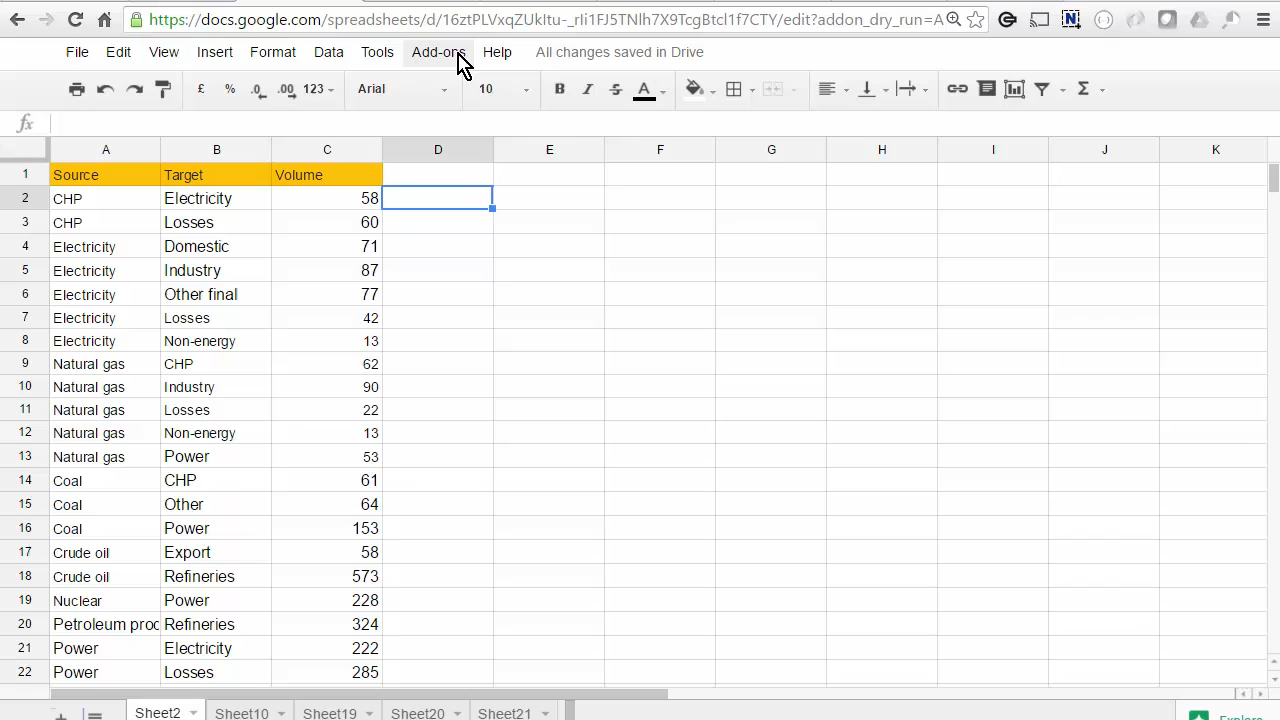 https://docs.google.com/spreadsheets/d/16ztPLVxqZUkItu-_rIi1FJ5TNlh7X9TcgBtcl1f7CTY/edit?addon_dry_run=A
File Edit View Insert Format Data Tools Add-ons Help All changes saved in Drive
£ % .0 .00 123 Arial 10 B I S A Σ
fx
A B C D E F G H I J K
1 Source Target Volume
2 CHP Electricity 58
3 CHP Losses 60
4 Electricity Domestic 71
5 Electricity Industry 87
6 Electricity Other final 77
7 Electricity Losses 42
8 Electricity Non-energy 13
9 Natural gas CHP 62
10 Natural gas Industry 90
11 Natural gas Losses 22
12 Natural gas Non-energy 13
13 Natural gas Power 53
14 Coal CHP 61
15 Coal Other 64
16 Coal Power 153
17 Crude oil Export 58
18 Crude oil Refineries 573
19 Nuclear Power 228
20 Petroleum proc Refineries 324
21 Power Electricity 222
22 Power Losses 285
Sheet2 Sheet10 Sheet19 Sheet20 Sheet21 Explore